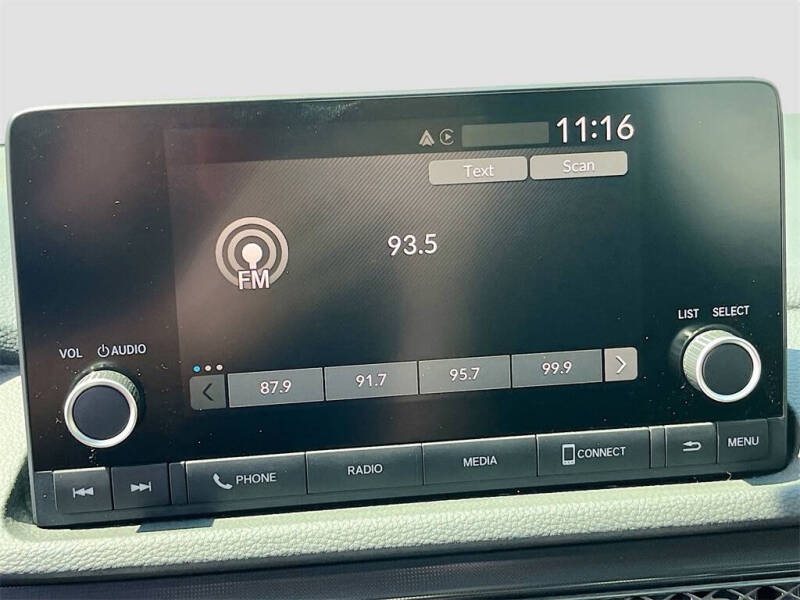 11:16
Text Scan
93.5
FM
LIST SELECT
VOL AUDIO
87.9 91.7 95.7 99.9
PHONE RADIO MEDIA CONNECT MENU